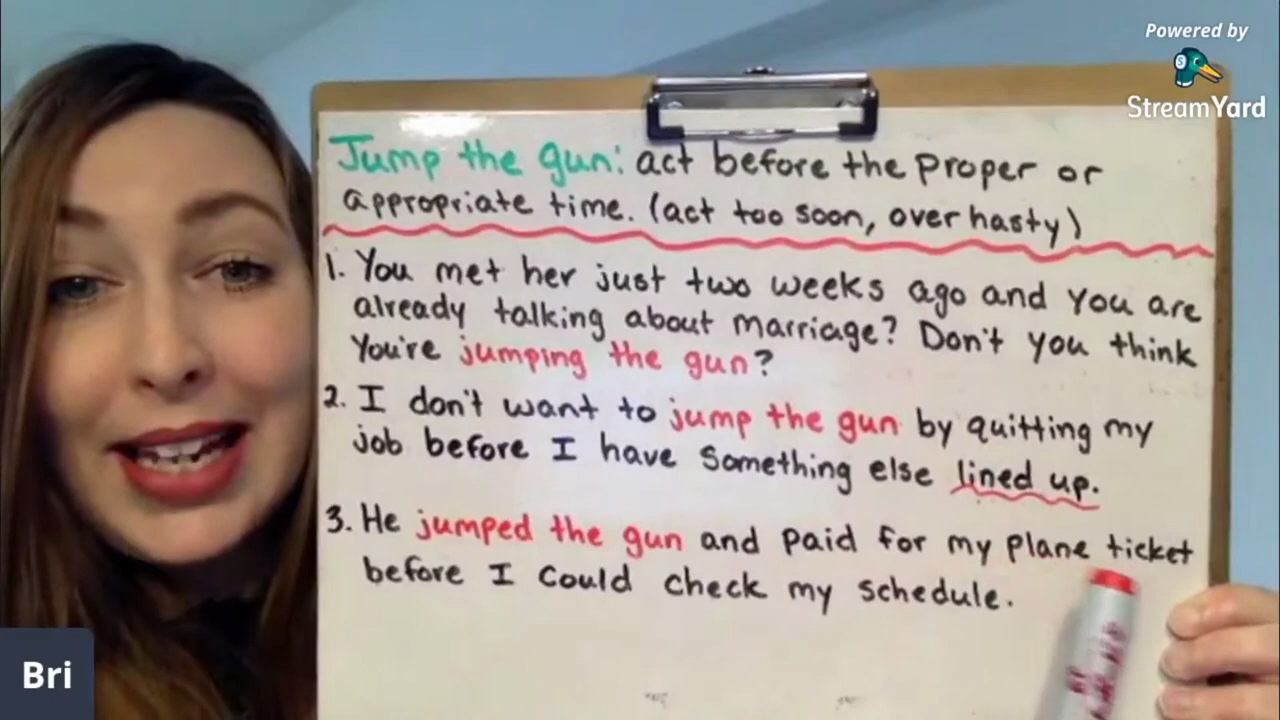 Powered by
StreamYard
Jump the gun: act before the proper or
appropriate time. (act too soon, over hasty)
1. You met her just two weeks ago and you are
already talking about marriage? Don't you think
You're jumping the gun?
2. I don't want to jump the gun by quitting my
job before I have something else lined up.
3. He jumped the gun and paid for my plane ticket
before I could check my schedule.
Bri